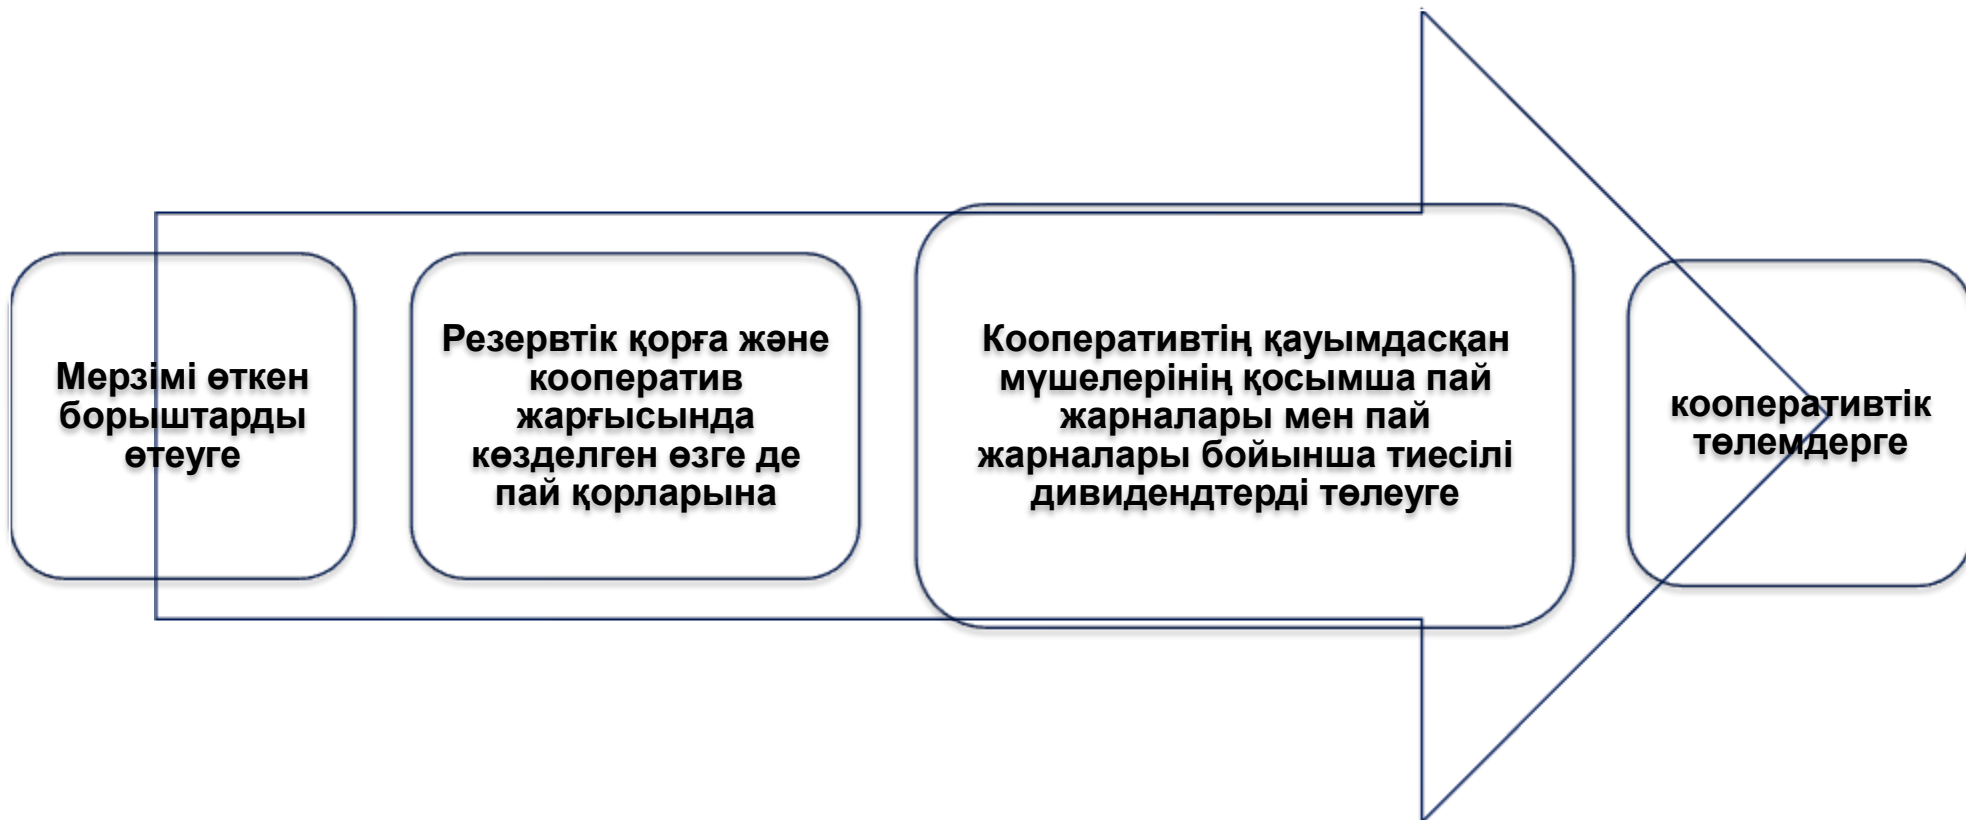 Мерзімі өткен
борыштарды
өтеуге
Резервтік қорға және
кооператив
жарғысында
көзделген өзге де
пай қорларына
Кооперативтің қауымдасқан
мүшелерінің қосымша пай
жарналары мен пай
жарналары бойынша тиесілі
дивидендтерді төлеуге
кооперативтік
төлемдерге